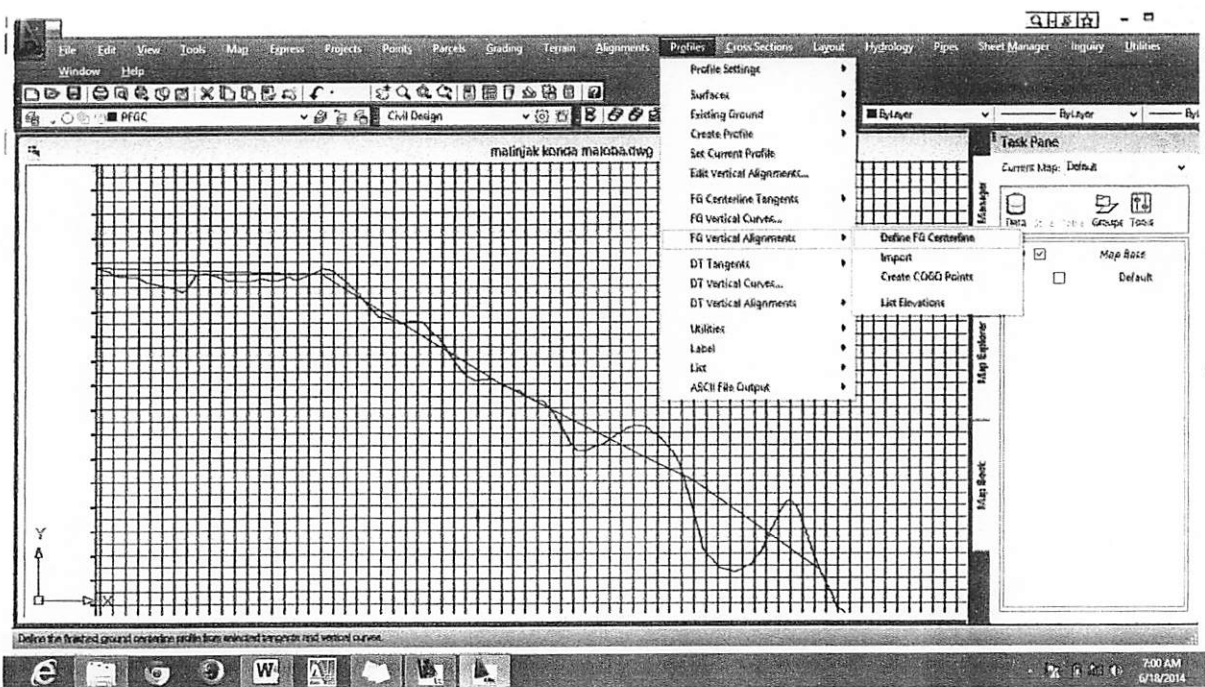 File Edit View Tools Map Express Projects Points Parcels Grading Terrain Alignments Profiles Cross Sections Layout Hydrology Pipes Sheet Manager Inquiry Utilities
Window Help
PFGC Civil Design ByLayer ByLayer ByL
matinjak konda maloba.dwg
Profile Settings
Surfaces
Existing Ground
Create Profile
Set Current Profile
Edit Vertical Alignments...
FG Centerline Tangents
FG Vertical Curves...
FG Vertical Alignments
DT Tangents
DT Vertical Curves...
DT Vertical Alignments
Utilities
Label
List
ASCII File Output
Define FG Centerline
Import
Create COGO Points
List Elevations
Task Pane
Current Map: Default
Data Groups Tools
Map Base
Default
Manager
Map Explorer
Map Book
Y
X
Define the finished ground centerline profile from selected tangents and vertical curves.
7:00 AM
6/18/2014